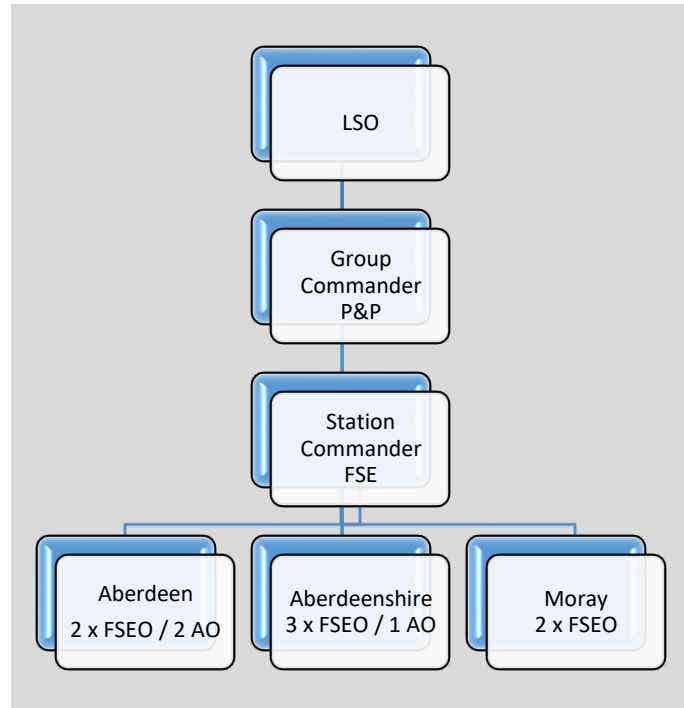 LSO
Group
Commander
P&P
Station
Commander
FSE
Aberdeen
2 x FSEO / 2 AO
Aberdeenshire
3 x FSEO / 1 AO
Moray
2 x FSEO